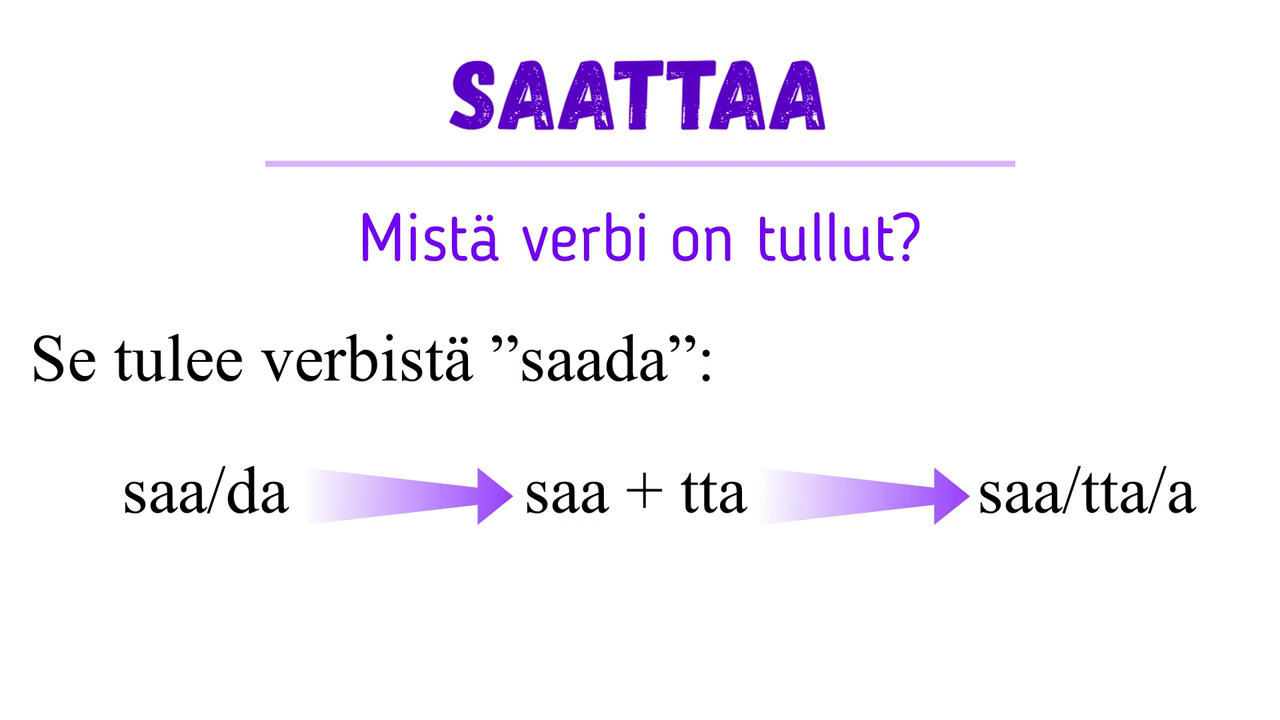 SAATTAA
Mistä verbi on tullut?
Se tulee verbistä ”saada”:
saa/da saa + tta saa/tta/a